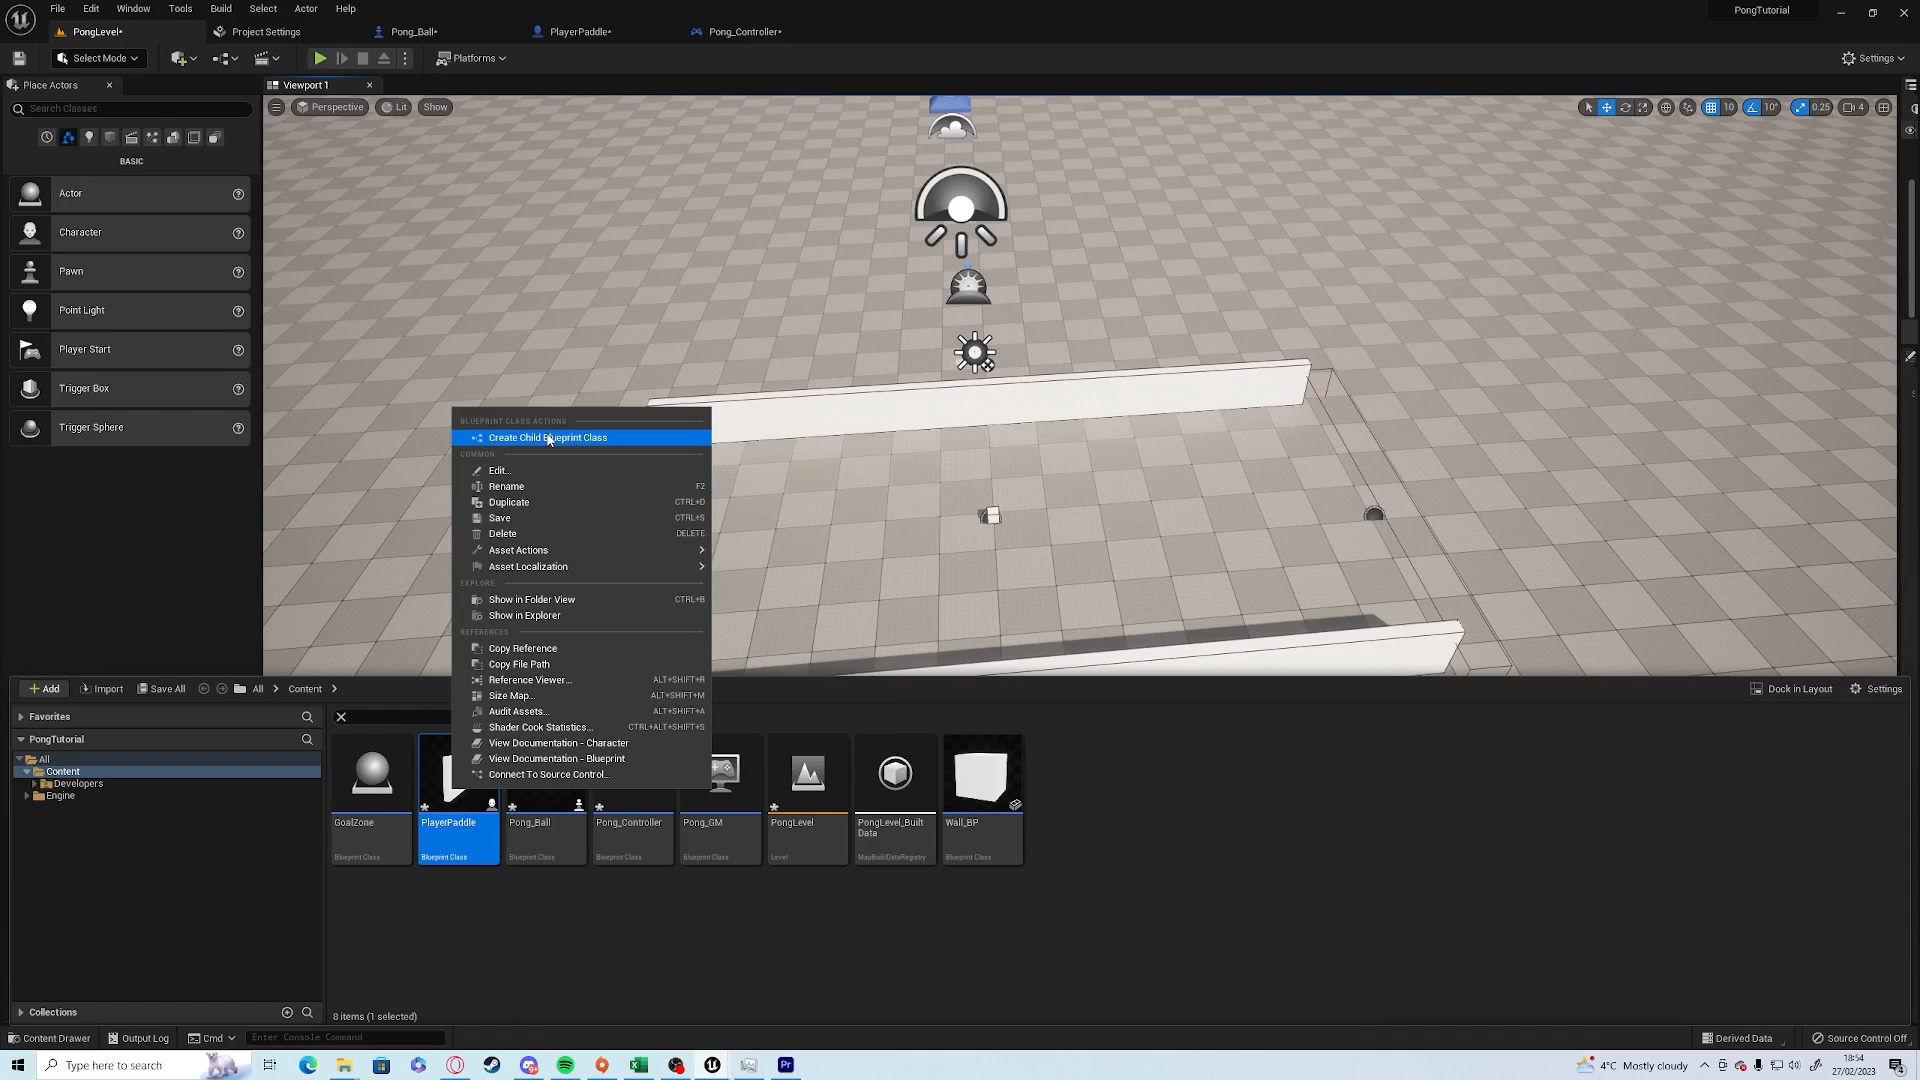 File Edit Window Tools Build Select Actor Help
PongTutorial
PongLevel•
Project Settings
Pong_Ball•
PlayerPaddle•
Pong_Controller•
Select Mode
Platforms
Settings
Place Actors
Viewport 1
Search Classes
Perspective
Lit
Show
10
10°
0.25
4
BASIC
Actor
Character
Pawn
Point Light
Player Start
Trigger Box
Trigger Sphere
BLUEPRINT CLASS ACTIONS
Create Child Blueprint Class
COMMON
Edit...
Rename F2
Duplicate CTRL+D
Save CTRL+S
Delete DELETE
Asset Actions
Asset Localization
EXPLORE
Show in Folder View CTRL+B
Show in Explorer
REFERENCES
Copy Reference
Copy File Path
Reference Viewer... ALT+SHIFT+R
Size Map... ALT+SHIFT+M
Audit Assets... ALT+SHIFT+A
Shader Cook Statistics... CTRL+ALT+SHIFT+S
View Documentation - Character
View Documentation - Blueprint
Connect To Source Control...
Add
Import
Save All
All
Content
Dock in Layout
Settings
Favorites
PongTutorial
All
Content
Developers
Engine
Collections
GoalZone
Blueprint Class
PlayerPaddle
Blueprint Class
Pong_Ball
Blueprint Class
Pong_Controller
Blueprint Class
Pong_GM
Blueprint Class
PongLevel
Level
PongLevel_Built
Data
MapBuildDataRegistry
Wall_BP
Blueprint Class
8 items (1 selected)
Content Drawer
Output Log
Cmd
Enter Console Command
Derived Data
Source Control Off
Type here to search
Pr
4°C Mostly cloudy
18:54
27/02/2023
4